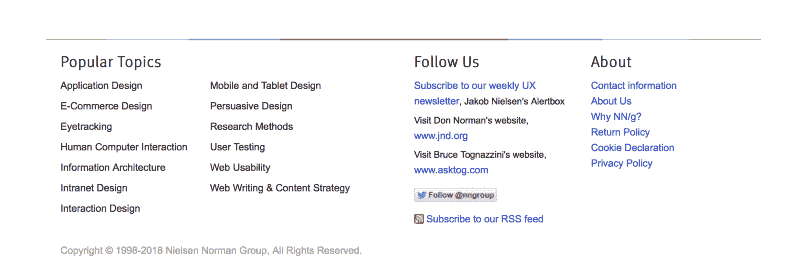 Popular Topics
Application Design
E-Commerce Design
Eyetracking
Human Computer Interaction
Information Architecture
Intranet Design
Interaction Design
Mobile and Tablet Design
Persuasive Design
Research Methods
User Testing
Web Usability
Web Writing & Content Strategy
Follow Us
Subscribe to our weekly UX
newsletter, Jakob Nielsen's Alertbox
Visit Don Norman's website,
www.jnd.org
Visit Bruce Tognazzini's website,
www.asktog.com
Follow @nngroup
Subscribe to our RSS feed
About
Contact information
About Us
Why NN/g?
Return Policy
Cookie Declaration
Privacy Policy
Copyright © 1998-2018 Nielsen Norman Group, All Rights Reserved.